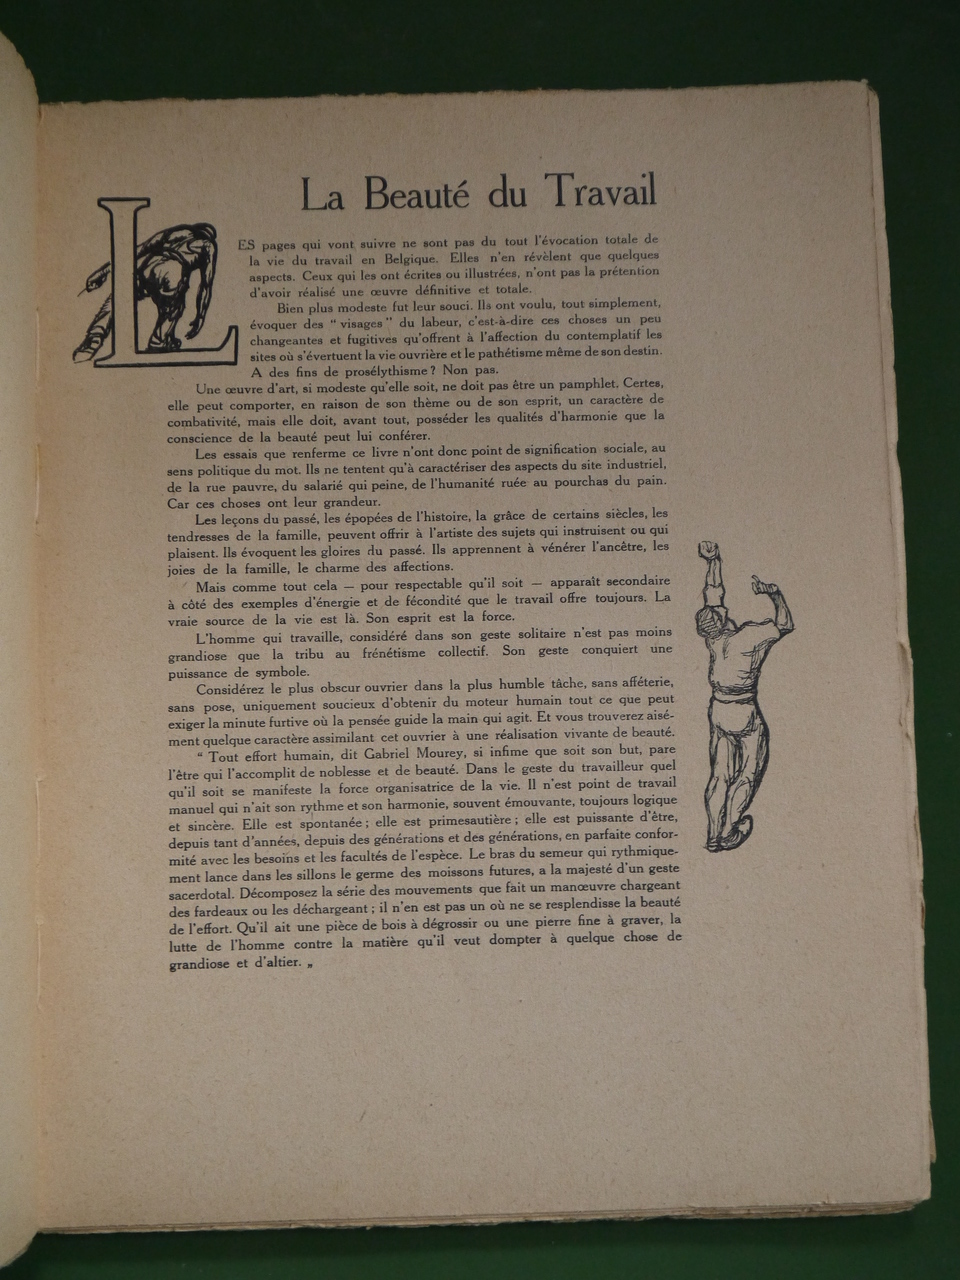 La Beauté du Travail
LES pages qui vont suivre ne sont pas du tout l'évocation totale de
la vie du travail en Belgique. Elles n'en révèlent que quelques
aspects. Ceux qui les ont écrites ou illustrées, n'ont pas la prétention
d'avoir réalisé une œuvre définitive et totale.
Bien plus modeste fut leur souci. Ils ont voulu, tout simplement,
évoquer des “ visages ” du labeur, c'est-à-dire ces choses un peu
changeantes et fugitives qu'offrent à l'affection du contemplatif les
sites où s'évertuent la vie ouvrière et le pathétisme même de son destin.
A des fins de prosélythisme ? Non pas.
Une œuvre d'art, si modeste qu'elle soit, ne doit pas être un pamphlet. Certes,
elle peut comporter, en raison de son thème ou de son esprit, un caractère de
combativité, mais elle doit, avant tout, posséder les qualités d'harmonie que la
conscience de la beauté peut lui conférer.
Les essais que renferme ce livre n'ont donc point de signification sociale, au
sens politique du mot. Ils ne tentent qu'à caractériser des aspects du site industriel,
de la rue pauvre, du salarié qui peine, de l'humanité ruée au pourchas du pain.
Car ces choses ont leur grandeur.
Les leçons du passé, les épopées de l'histoire, la grâce de certains siècles, les
tendresses de la famille, peuvent offrir à l'artiste des sujets qui instruisent ou qui
plaisent. Ils évoquent les gloires du passé. Ils apprennent à vénérer l'ancêtre, les
joies de la famille, le charme des affections.
Mais comme tout cela — pour respectable qu'il soit — apparaît secondaire
à côté des exemples d'énergie et de fécondité que le travail offre toujours. La
vraie source de la vie est là. Son esprit est la force.
L'homme qui travaille, considéré dans son geste solitaire n'est pas moins
grandiose que la tribu au frénétisme collectif. Son geste conquiert une
puissance de symbole.
Considérez le plus obscur ouvrier dans la plus humble tâche, sans afféterie,
sans pose, uniquement soucieux d'obtenir du moteur humain tout ce que peut
exiger la minute furtive où la pensée guide la main qui agit. Et vous trouverez aisé-
ment quelque caractère assimilant cet ouvrier à une réalisation vivante de beauté.
“ Tout effort humain, dit Gabriel Mourey, si infime que soit son but, pare
l'être qui l'accomplit de noblesse et de beauté. Dans le geste du travailleur quel
qu'il soit se manifeste la force organisatrice de la vie. Il n'est point de travail
manuel qui n'ait son rythme et son harmonie, souvent émouvante, toujours logique
et sincère. Elle est spontanée ; elle est primesautière ; elle est puissante d'être,
depuis tant d'années, depuis des générations et des générations, en parfaite confor-
mité avec les besoins et les facultés de l'espèce. Le bras du semeur qui rythmique-
ment lance dans les sillons le germe des moissons futures, a la majesté d'un geste
sacerdotal. Décomposez la série des mouvements que fait un manœuvre chargeant
des fardeaux ou les déchargeant ; il n'en est pas un où ne se resplendisse la beauté
de l'effort. Qu'il ait une pièce de bois à dégrossir ou une pierre fine à graver, la
lutte de l'homme contre la matière qu'il veut dompter à quelque chose de
grandiose et d'altier. „